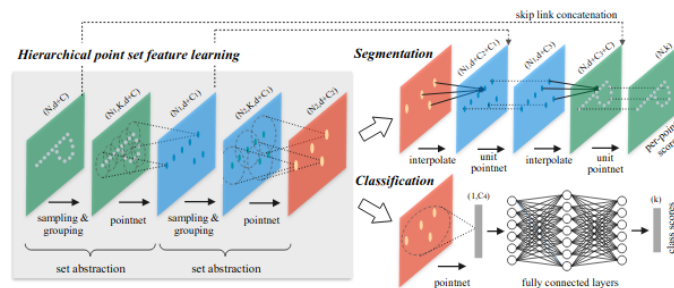 skip link concatenation
Hierarchical point set feature learning
Segmentation
(N,d+C)
(N1,K,d+C)
(N1,d+C1)
(N2,K,d+C1)
(N2,d+C2)
(N1,d+C2+C1)
(N1,d+C3)
(N,d+C3+C)
(N,k)
sampling &
grouping
pointnet
sampling &
grouping
pointnet
set abstraction
set abstraction
interpolate
unit
pointnet
interpolate
unit
pointnet
per-point
scores
Classification
(1,C4)
(k)
class scores
pointnet
fully connected layers